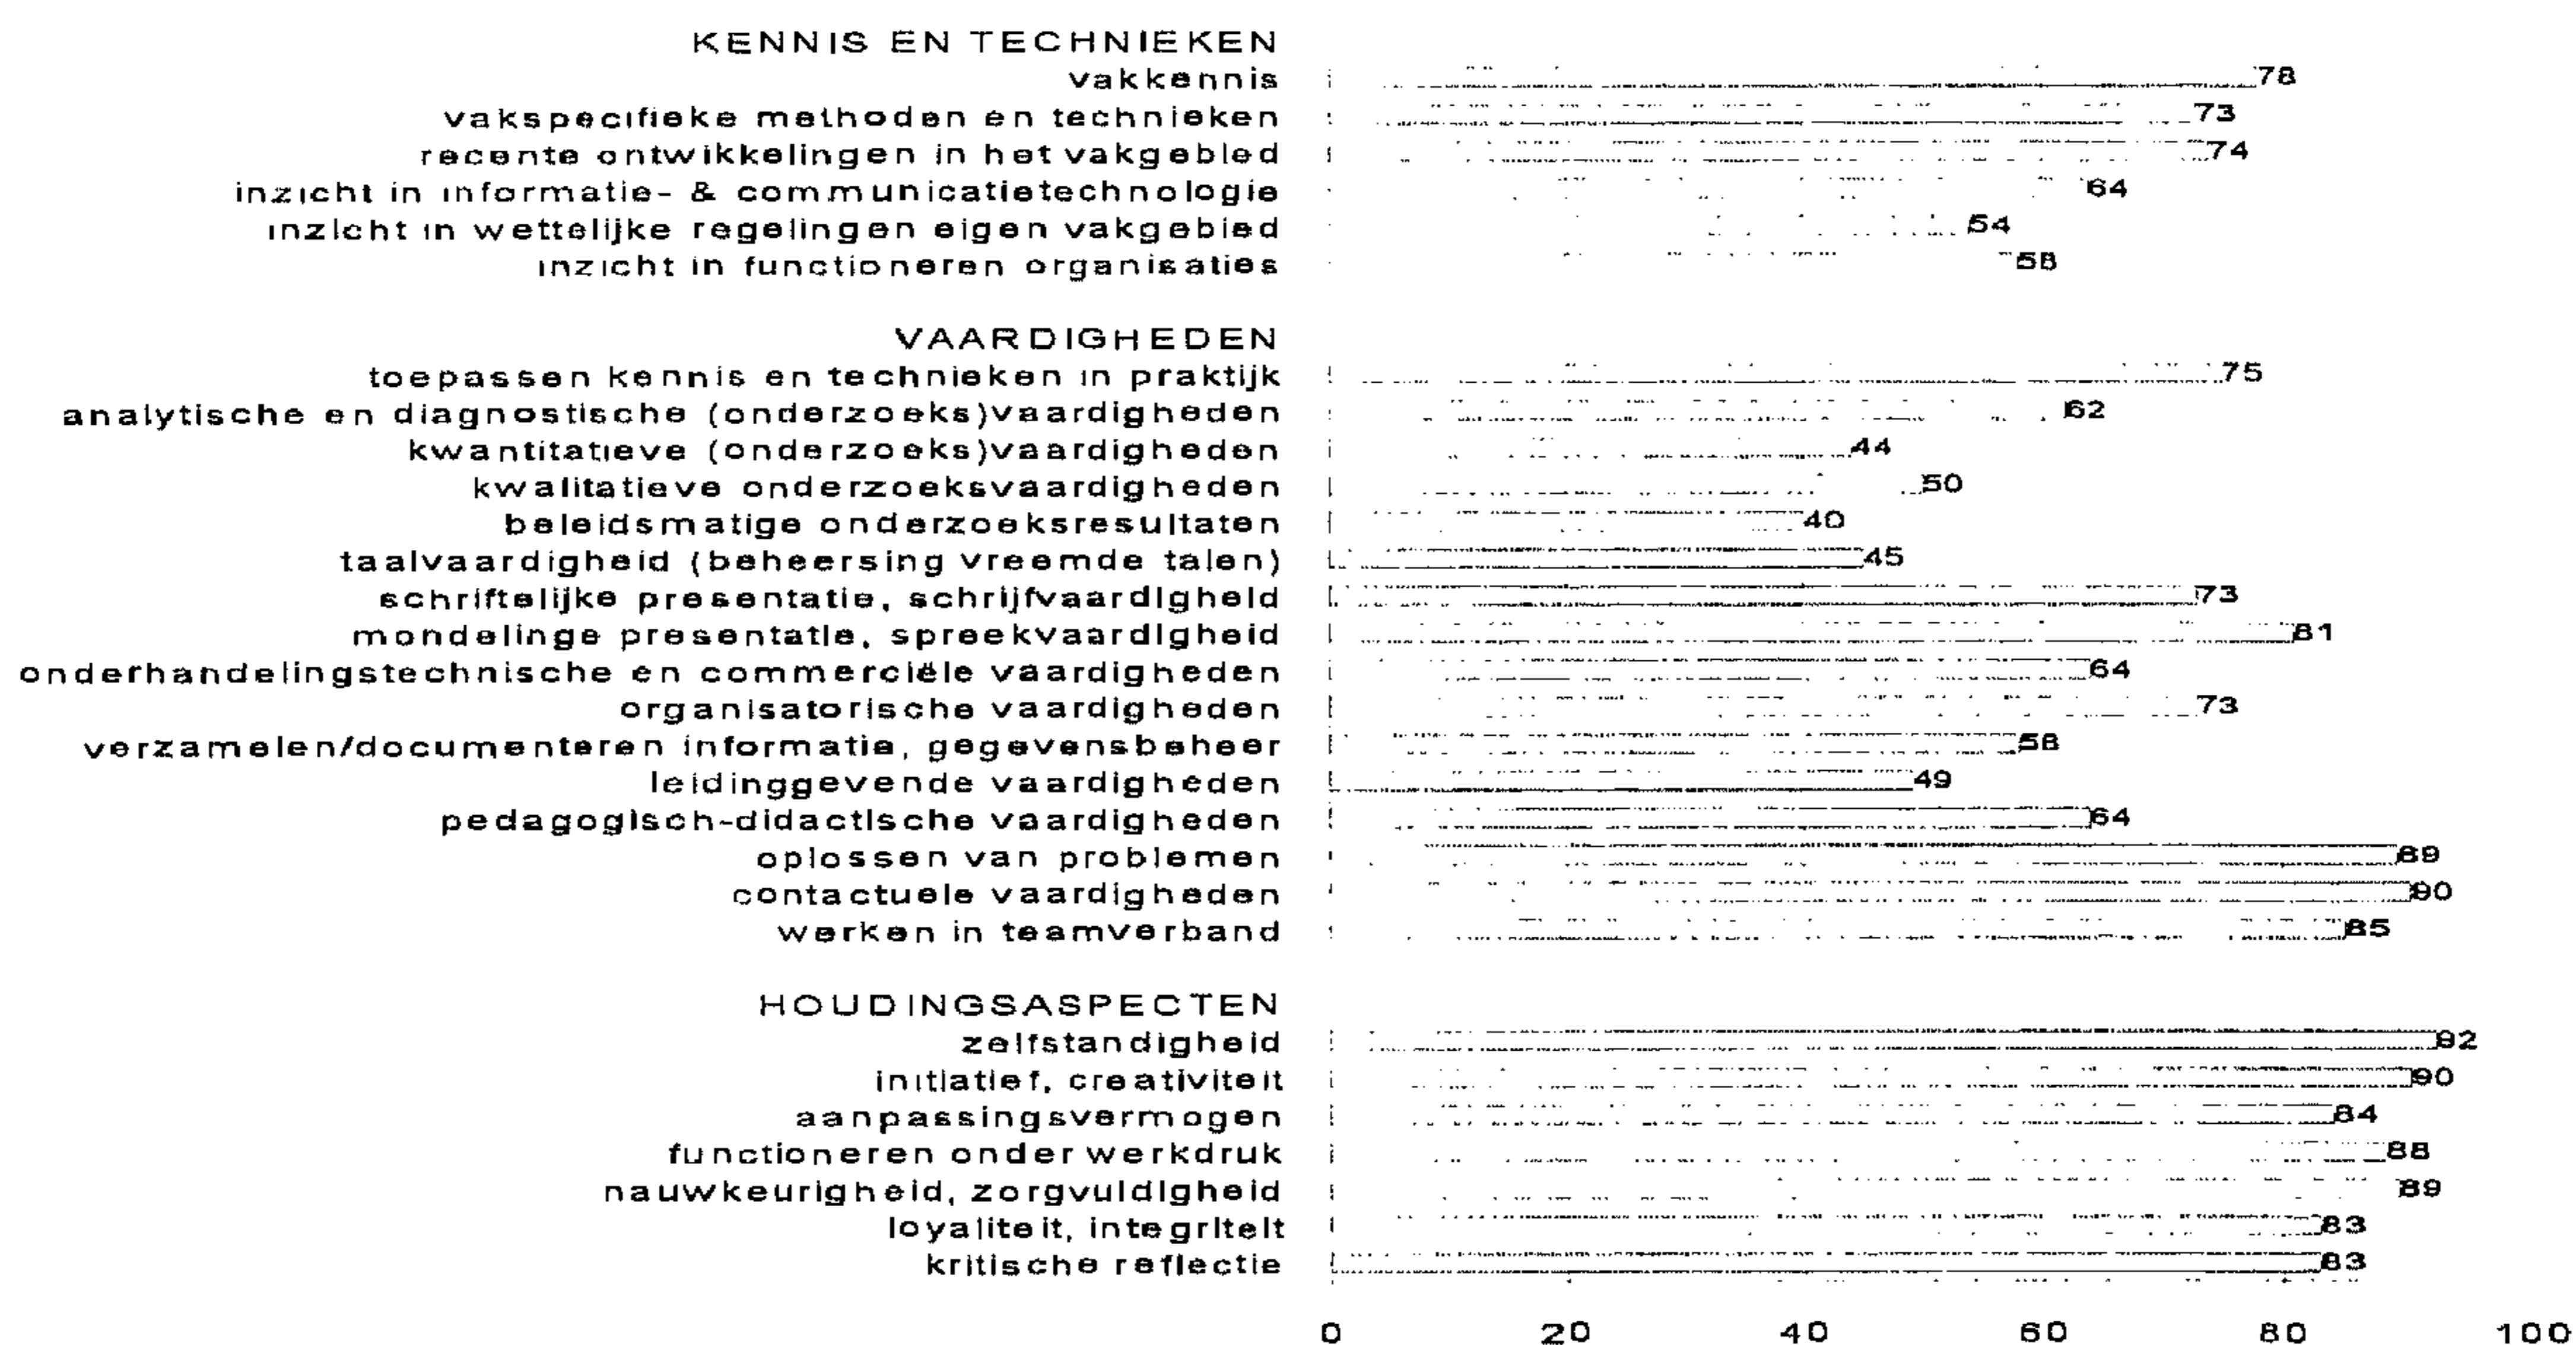 KENNIS EN TECHNIEKEN
vakkennis 78
vakspecifieke methoden en technieken 73
recente ontwikkelingen in het vakgebied 74
inzicht in informatie- & communicatietechnologie 64
inzicht in wettelijke regelingen eigen vakgebied 54
inzicht in functioneren organisaties 58
VAARDIGHEDEN
toepassen kennis en technieken in praktijk 75
analytische en diagnostische (onderzoeks)vaardigheden 62
kwantitatieve (onderzoeks)vaardigheden 44
kwalitatieve onderzoeksvaardigheden 50
beleidsmatige onderzoeksresultaten 40
taalvaardigheid (beheersing vreemde talen) 45
schriftelijke presentatie, schrijfvaardigheid 73
mondelinge presentatie, spreekvaardigheid 81
onderhandelingstechnische en commerciële vaardigheden 64
organisatorische vaardigheden 73
verzamelen/documenteren informatie, gegevensbeheer 58
leidinggevende vaardigheden 49
pedagogisch-didactische vaardigheden 64
oplossen van problemen 89
contactuele vaardigheden 90
werken in teamverband 85
HOUDINGSASPECTEN
zelfstandigheid 92
initiatief, creativiteit 90
aanpassingsvermogen 84
functioneren onder werkdruk 88
nauwkeurigheid, zorgvuldigheid 89
loyaliteit, integriteit 83
kritische reflectie 83
0 20 40 60 80 100